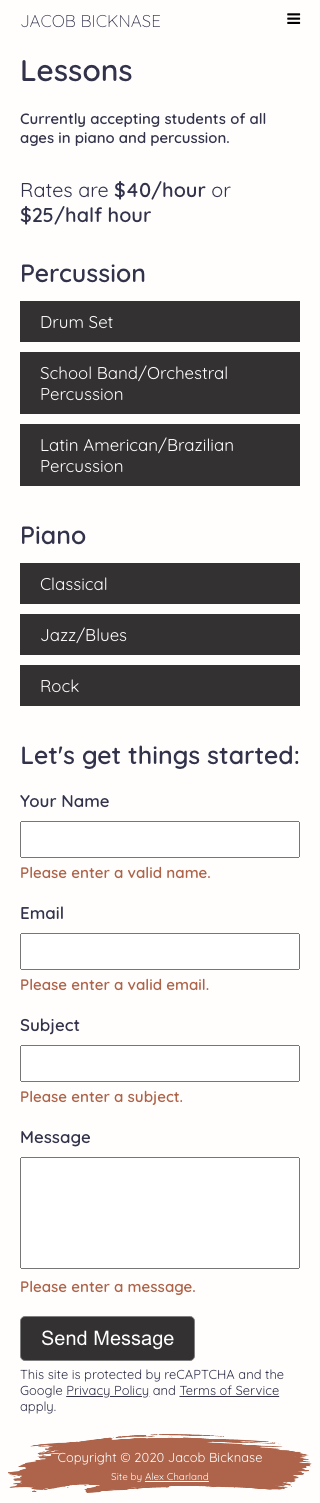 JACOB BICKNASE
Lessons
Currently accepting students of all
ages in piano and percussion.
Rates are $40/hour or
$25/half hour
Percussion
Drum Set
School Band/Orchestral
Percussion
Latin American/Brazilian
Percussion
Piano
Classical
Jazz/Blues
Rock
Let's get things started:
Your Name
Please enter a valid name.
Email
Please enter a valid email.
Subject
Please enter a subject.
Message
Please enter a message.
Send Message
This site is protected by reCAPTCHA and the
Google Privacy Policy and Terms of Service
apply.
Copyright © 2020 Jacob Bicknase
Site by Alex Charland